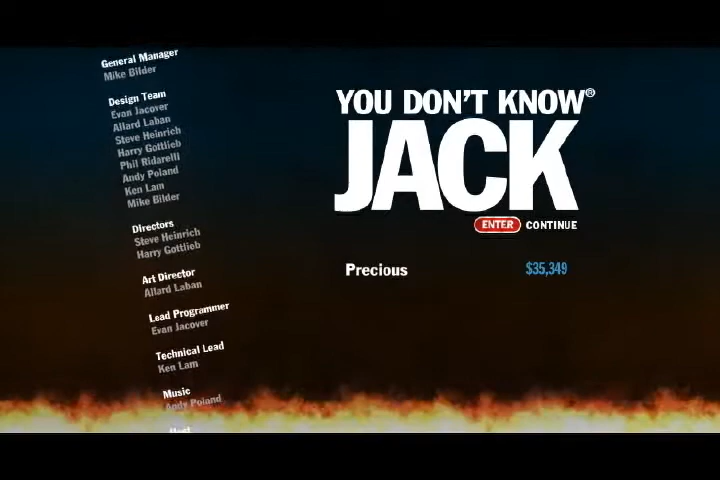 General Manager
Mike Bilder
Design Team
Evan Jacover
Allard Laban
Steve Heinrich
Harry Gottlieb
Phil Ridarelli
Andy Poland
Ken Lam
Mike Bilder
Directors
Steve Heinrich
Harry Gottlieb
Art Director
Allard Laban
Lead Programmer
Evan Jacover
Technical Lead
Ken Lam
Music
Andy Poland
YOU DON'T KNOW®
JACK
ENTER CONTINUE
Precious $35,349